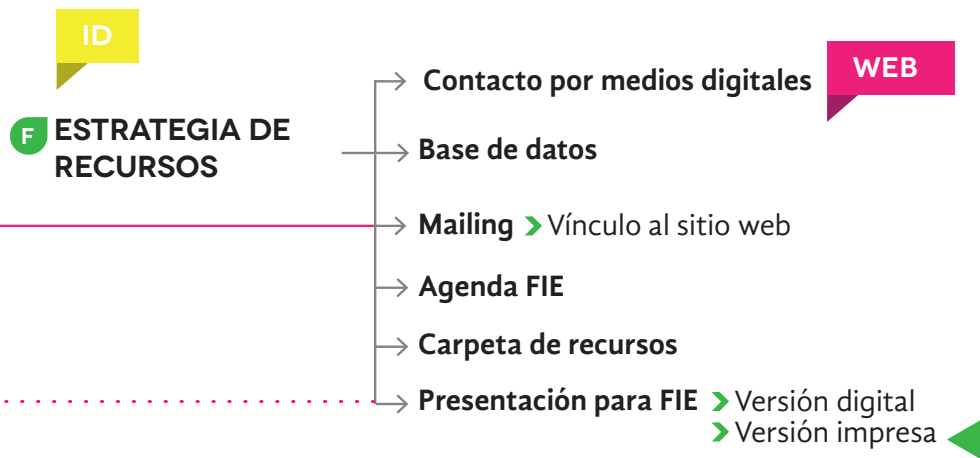 ID
WEB
Contacto por medios digitales
F ESTRATEGIA DE
RECURSOS
Base de datos
Mailing Vínculo al sitio web
Agenda FIE
Carpeta de recursos
Presentación para FIE Versión digital
Versión impresa